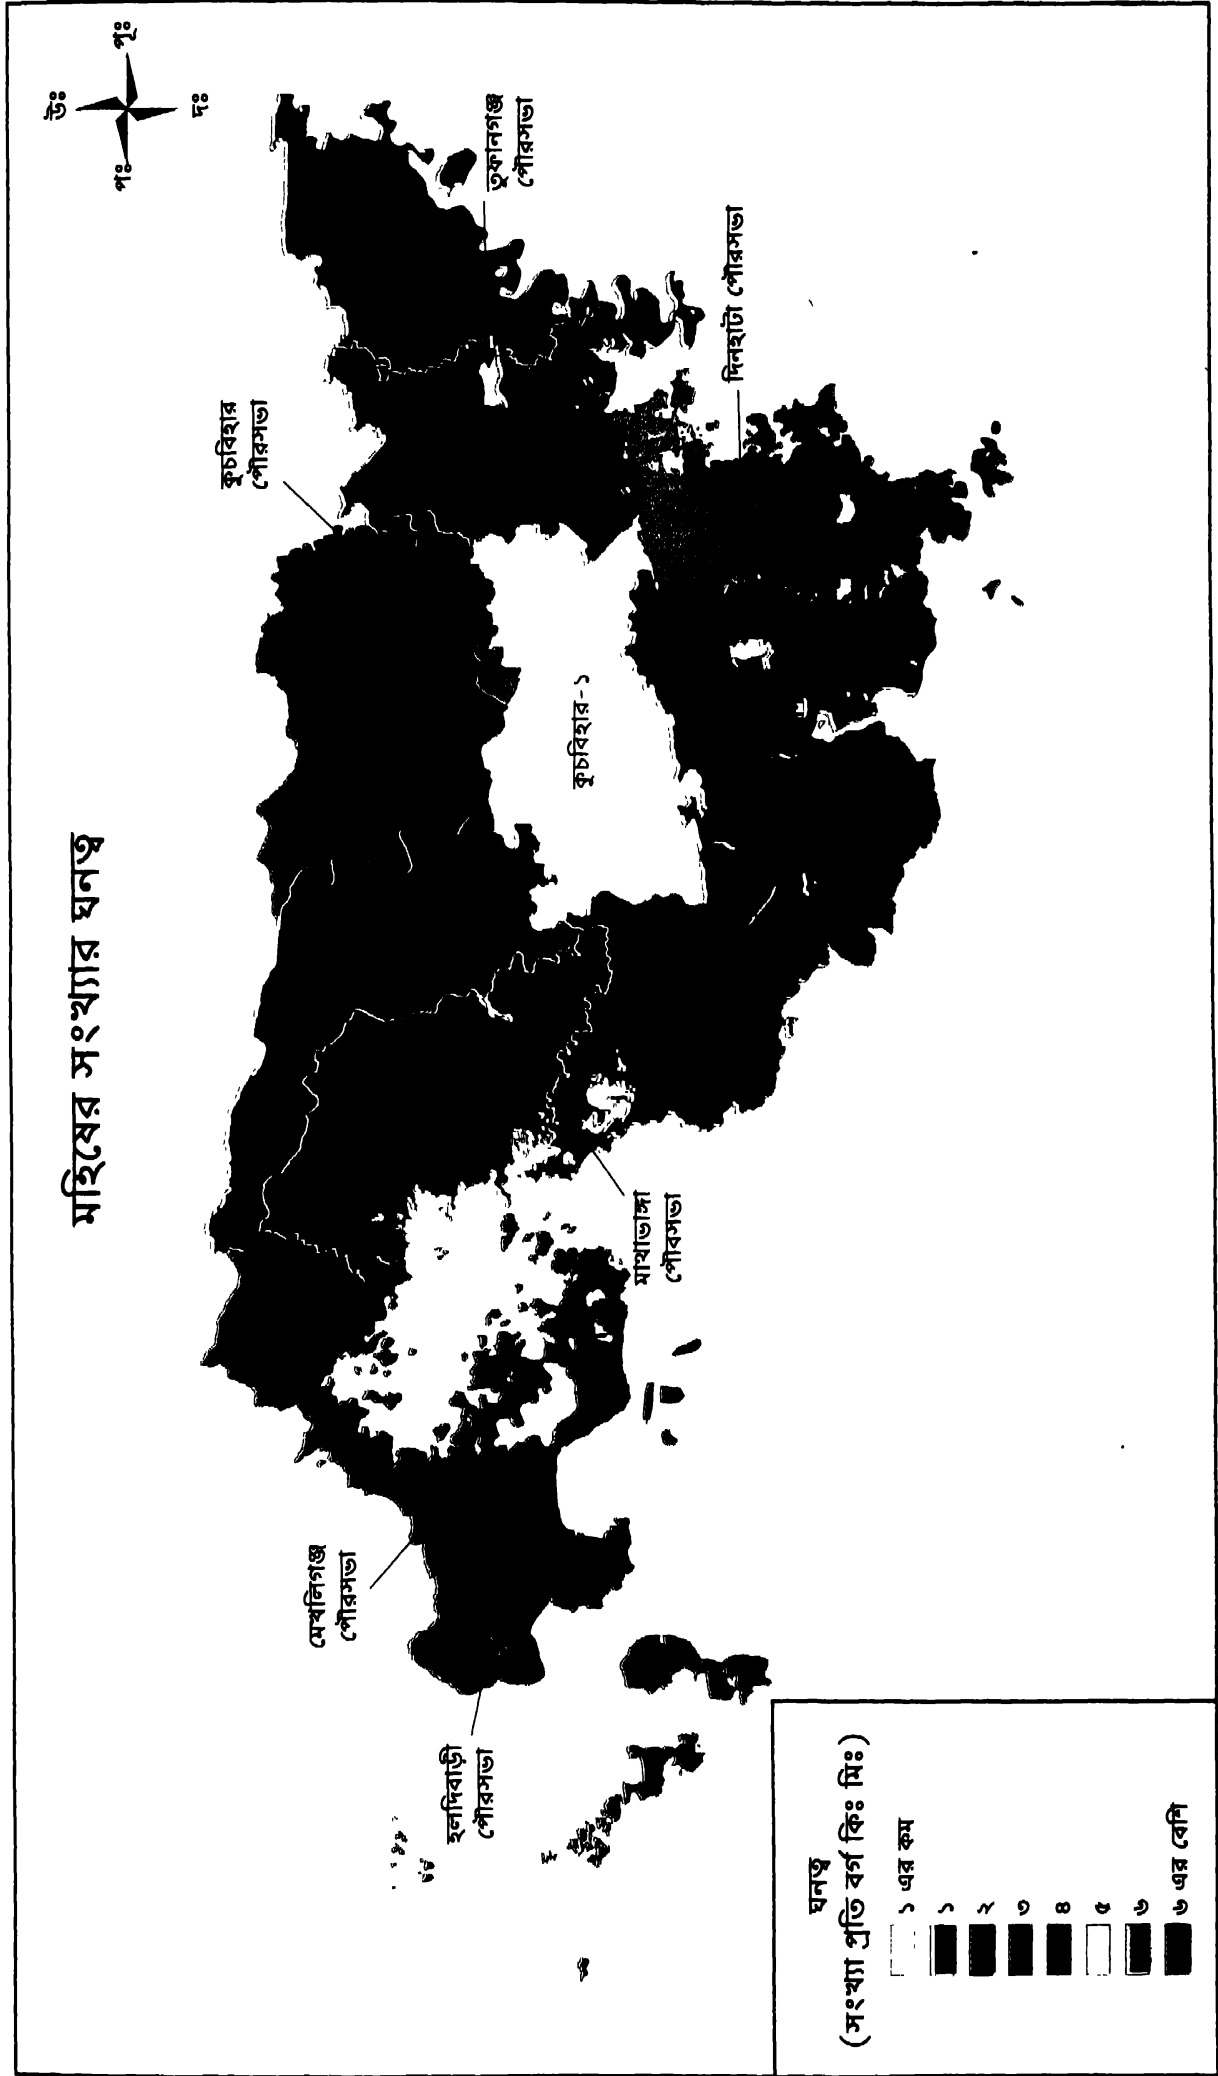 মহিষের সংখ্যার ঘনত্ব
উঃ
পঃ
পূঃ
দঃ
কুচবিহার
পৌরসভা
তুফানগঞ্জ
পৌরসভা
দিনহাটা পৌরসভা
কুচবিহার-১
মাথাভাঙ্গা
পৌরসভা
মেখলিগঞ্জ
পৌরসভা
হলদিবাড়ী
পৌরসভা
ঘনত্ব
(সংখ্যা প্রতি বর্গ কিঃ মিঃ)
১ এর কম
১
২
৩
৪
৫
৬
৬ এর বেশি